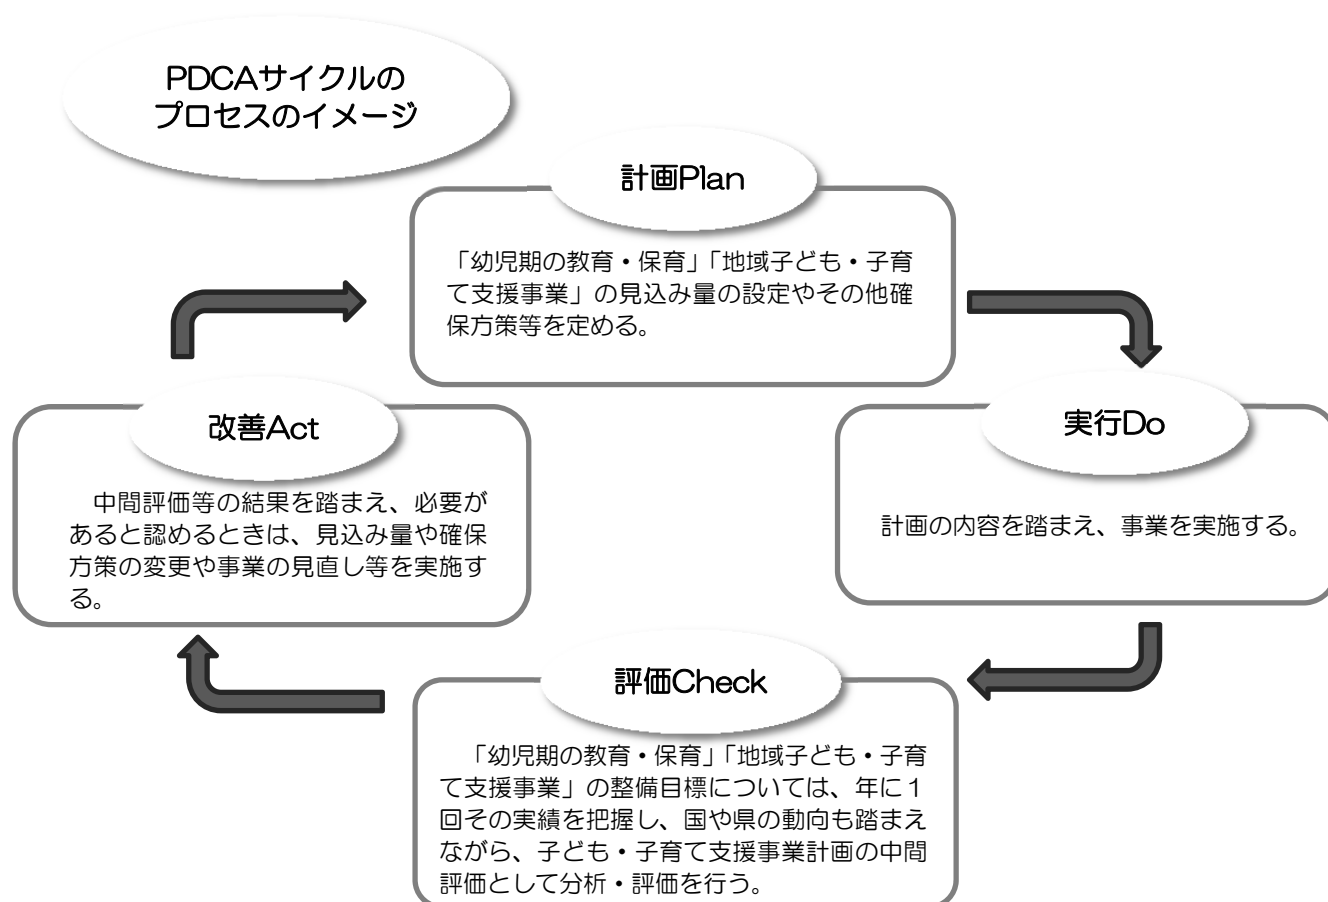 PDCAサイクルの
プロセスのイメージ
計画Plan
「幼児期の教育・保育」「地域子ども・子育
て支援事業」の見込み量の設定やその他確
保方策等を定める。
実行Do
計画の内容を踏まえ、事業を実施する。
評価Check
「幼児期の教育・保育」「地域子ども・子育
て支援事業」の整備目標については、年に１
回その実績を把握し、国や県の動向も踏まえ
ながら、子ども・子育て支援事業計画の中間
評価として分析・評価を行う。
改善Act
中間評価等の結果を踏まえ、必要が
あると認めるときは、見込み量や確保
方策の変更や事業の見直し等を実施す
る。